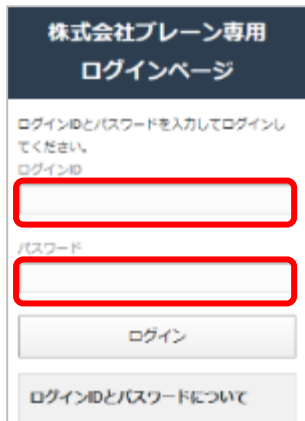 株式会社ブレーン専用
ログインページ
ログインIDとパスワードを入力してログインし
てください。
ログインID
パスワード
ログイン
ログインIDとパスワードについて